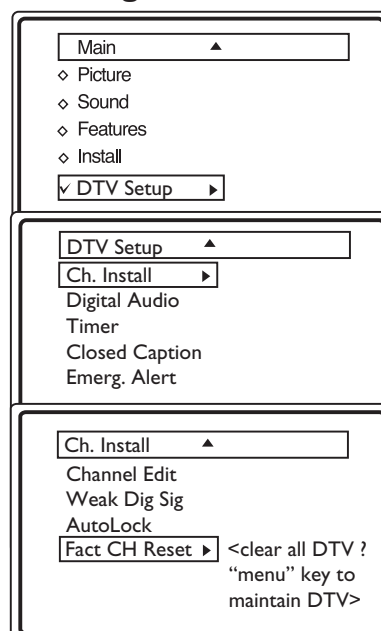 Main
Picture
Sound
Features
Install
DTV Setup
DTV Setup
Ch. Install
Digital Audio
Timer
Closed Caption
Emerg. Alert
Ch. Install
Channel Edit
Weak Dig Sig
AutoLock
Fact CH Reset <clear all DTV ?
“menu” key to
maintain DTV>